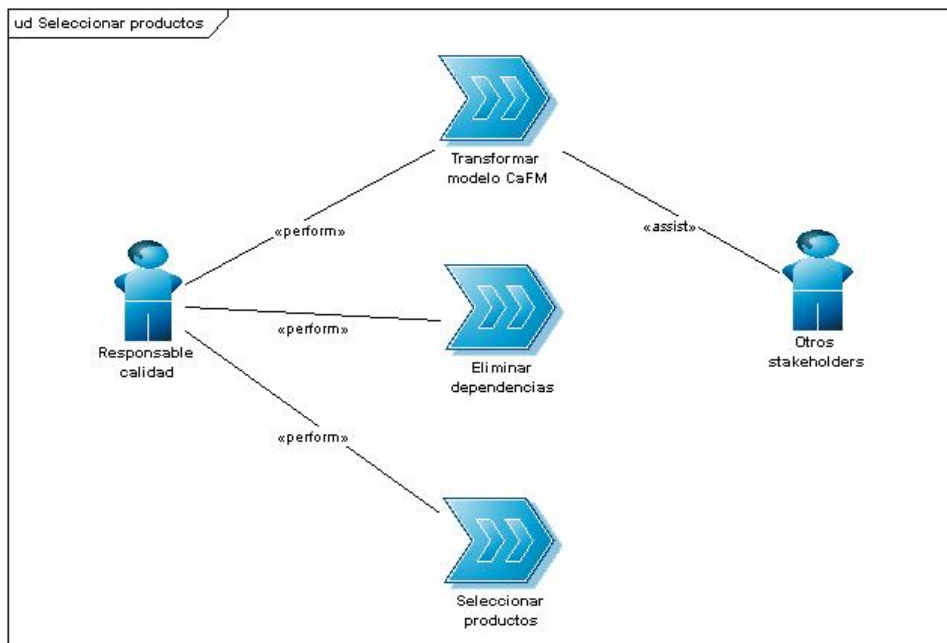 ud Seleccionar productos
Transformar
modelo CaFM
«perform»
«assist»
«perform»
Responsable
calidad
Eliminar
dependencias
Otros
stakeholders
«perform»
Seleccionar
productos